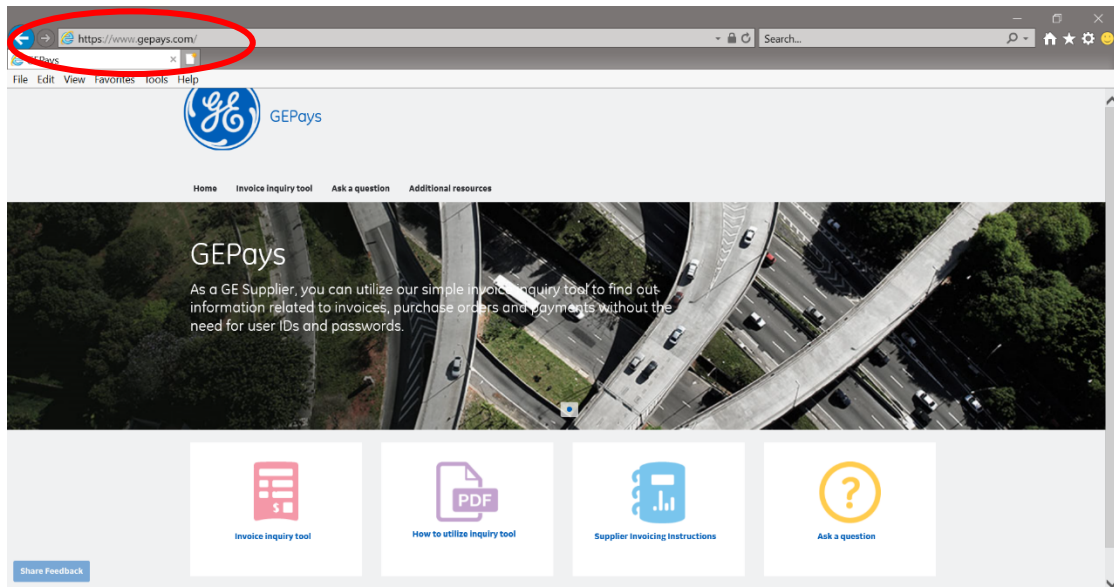 https://www.gepays.com/
Search...
GEPays
File Edit View Favorites Tools Help
GE
GEPays
Home Invoice inquiry tool Ask a question Additional resources
GEPays
As a GE Supplier, you can utilize our simple invoice inquiry tool to find out
information related to invoices, purchase orders and payments without the
need for user IDs and passwords.
$
PDF
?
Invoice inquiry tool
How to utilize inquiry tool
Supplier Invoicing Instructions
Ask a question
Share Feedback